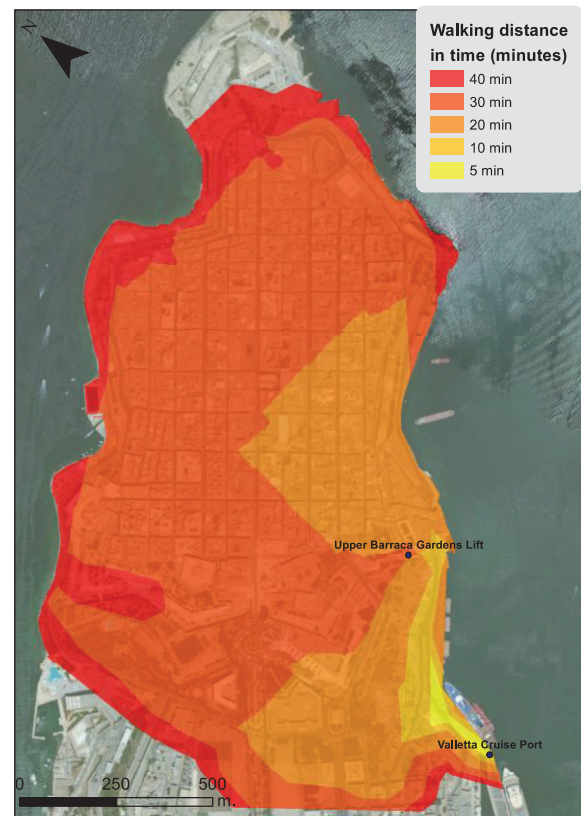 N
Walking distance
in time (minutes)
40 min
30 min
20 min
10 min
5 min
Upper Barraca Gardens Lift
Valletta Cruise Port
0 250 500
m.